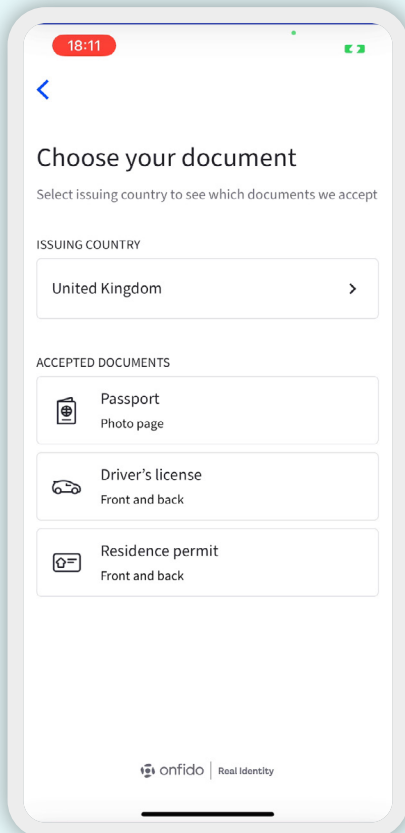 18:11
Choose your document
Select issuing country to see which documents we accept
ISSUING COUNTRY
United Kingdom
ACCEPTED DOCUMENTS
Passport
Photo page
Driver’s license
Front and back
Residence permit
Front and back
onfido | Real Identity